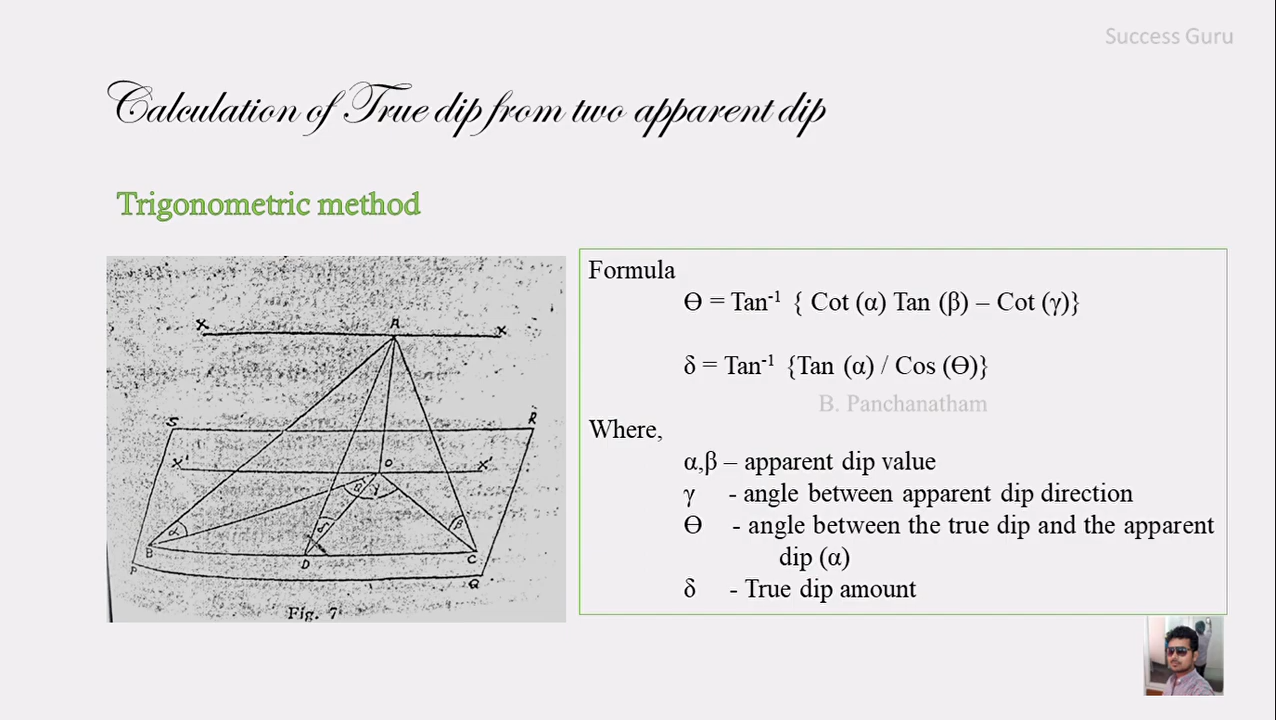 Success Guru
Calculation of True dip from two apparent dip
Trigonometric method
Formula
ϴ = Tan⁻¹ { Cot (α) Tan (β) – Cot (γ)}
δ = Tan⁻¹ {Tan (α) / Cos (ϴ)}
B. Panchanatham
Where,
α,β – apparent dip value
γ - angle between apparent dip direction
ϴ - angle between the true dip and the apparent
dip (α)
δ - True dip amount
X A X
S R
X' O X'
γ
α β
B D C
P Q
Fig. 7